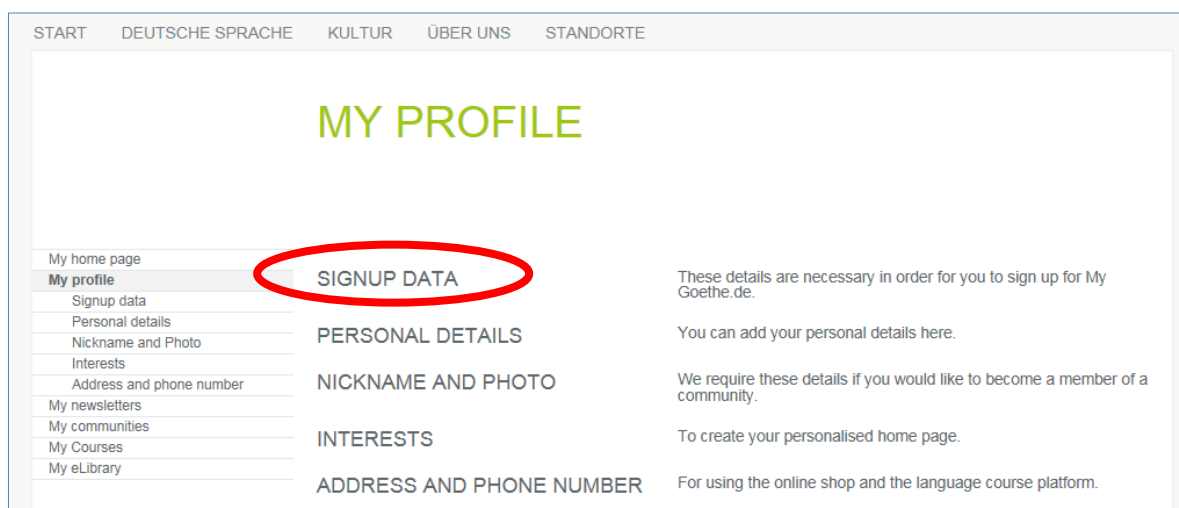 START DEUTSCHE SPRACHE KULTUR ÜBER UNS STANDORTE
MY PROFILE
My home page
My profile
Signup data
Personal details
Nickname and Photo
Interests
Address and phone number
My newsletters
My communities
My Courses
My eLibrary
SIGNUP DATA
These details are necessary in order for you to sign up for My
Goethe.de.
PERSONAL DETAILS
You can add your personal details here.
NICKNAME AND PHOTO
We require these details if you would like to become a member of a
community.
INTERESTS
To create your personalised home page.
ADDRESS AND PHONE NUMBER
For using the online shop and the language course platform.